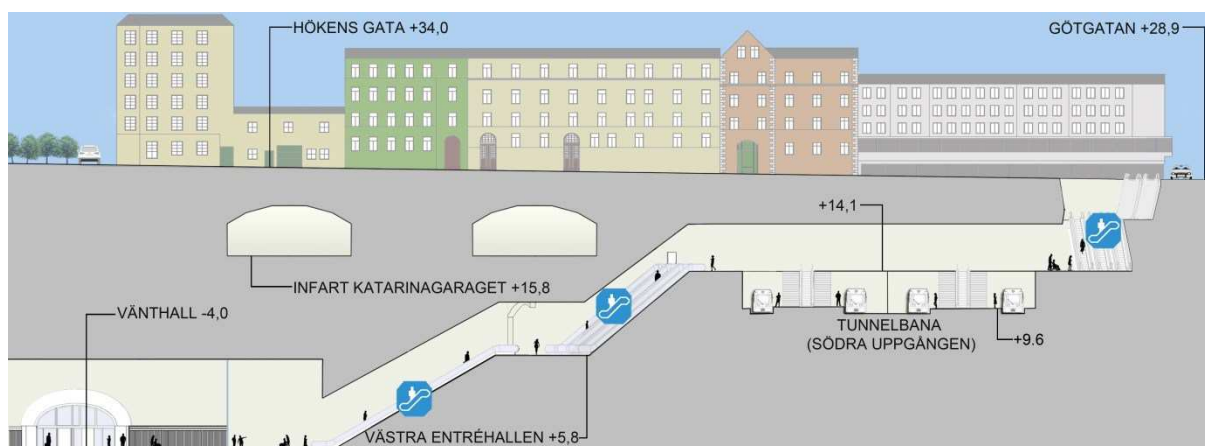 HÖKENS GATA +34,0
GÖTGATAN +28,9
+14,1
INFART KATARINAGARAGET +15,8
VÄNTHALL -4,0
TUNNELBANA
(SÖDRA UPPGÅNGEN)
+9.6
VÄSTRA ENTRÉHALLEN +5,8